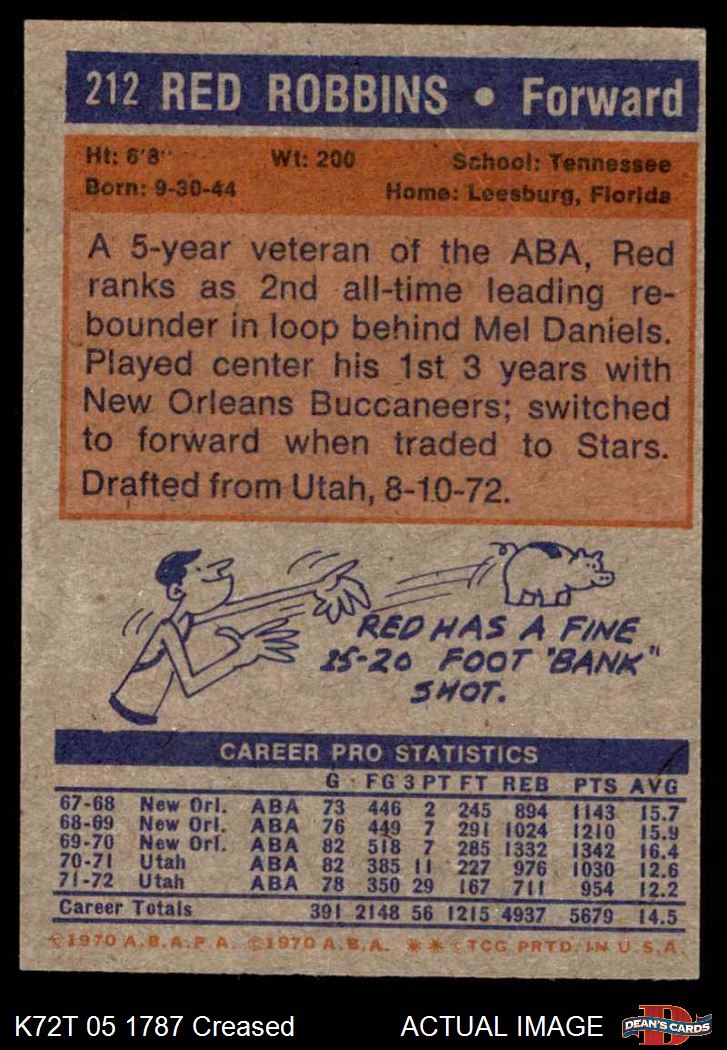 212 RED ROBBINS • Forward
Ht: 6'8" Wt: 200 School: Tennessee
Born: 9-30-44 Home: Leesburg, Florida
A 5-year veteran of the ABA, Red
ranks as 2nd all-time leading re-
bounder in loop behind Mel Daniels.
Played center his 1st 3 years with
New Orleans Buccaneers; switched
to forward when traded to Stars.
Drafted from Utah, 8-10-72.
RED HAS A FINE
15-20 FOOT "BANK"
SHOT.
CAREER PRO STATISTICS
G FG 3 PT FT REB PTS AVG
67-68 New Orl. ABA 73 446 2 245 894 1143 15.7
68-69 New Orl. ABA 76 449 7 291 1024 1210 15.9
69-70 New Orl. ABA 82 518 7 285 1332 1342 16.4
70-71 Utah ABA 82 385 11 227 976 1030 12.6
71-72 Utah ABA 78 350 29 167 711 954 12.2
Career Totals 391 2148 56 1215 4937 5679 14.5
©1970 A.B.A.P.A. ©1970 A.B.A. ** ©TCG PRTD. IN U.S.A.
K72T 05 1787 Creased ACTUAL IMAGE D DEAN'S CARDS